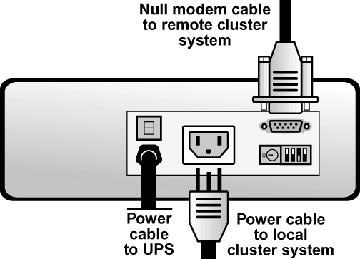 Null modem cable
to remote cluster
system
Power
cable
to UPS
Power cable
to local
cluster system